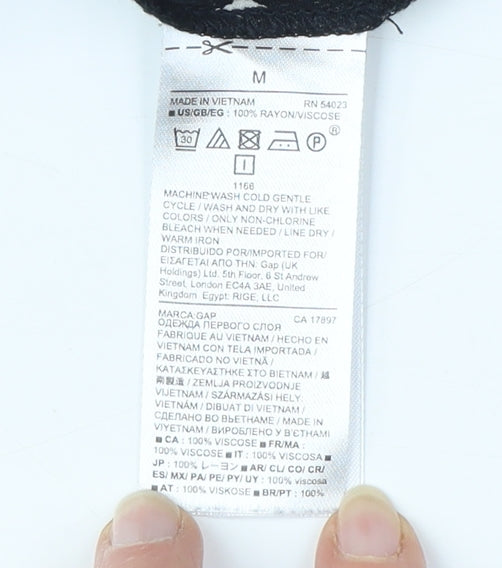 M
MADE IN VIETNAM RN 54023
■ US/GB/EG : 100% RAYON/VISCOSE
30 P ®
I
1166
MACHINE WASH COLD GENTLE
CYCLE / WASH AND DRY WITH LIKE
COLORS / ONLY NON-CHLORINE
BLEACH WHEN NEEDED / LINE DRY /
WARM IRON
DISTRIBUIDO POR/IMPORTED FOR/
ΕΙΣΑΓΕΤΑΙ ΑΠΟ ΤΗΝ: Gap (UK
Holdings) Ltd. 5th Floor, 6 St Andrew
Street, London EC4A 3AE, United
Kingdom. Egypt: RIGE, LLC
MARCA:GAP CA 17897
ОДЕЖДА ПЕРВОГО СЛОЯ
FABRIQUE AU VIETNAM / HECHO EN
VIETNAM CON TELA IMPORTADA /
FABRICADO NO VIETNÃ /
ΚΑΤΑΣΚΕΥΑΣΤΗΚΕ ΣΤΟ ΒΙΕΤΝΑΜ / 越
南製造 / ZEMLJA PROIZVODNJE
VIJETNAM / SZÁRMAZÁSI HELY:
VIETNÁM / DIBUAT DI VIETNAM /
СДЕЛАНО ВО ВЬЕТНАМЕ / MADE IN
VIYETNAM / ВИРОБЛЕНО У В'ЄТНАМІ
■ CA : 100% VISCOSE ■ FR/MA :
100% VISCOSE ■ IT : 100% VISCOSA ■
JP : 100% レーヨン ■ AR/ CL/ CO/ CR/
ES/ MX/ PA/ PE/ PY/ UY : 100% viscosa
■ AT : 100% VISKOSE ■ BR/PT : 100%